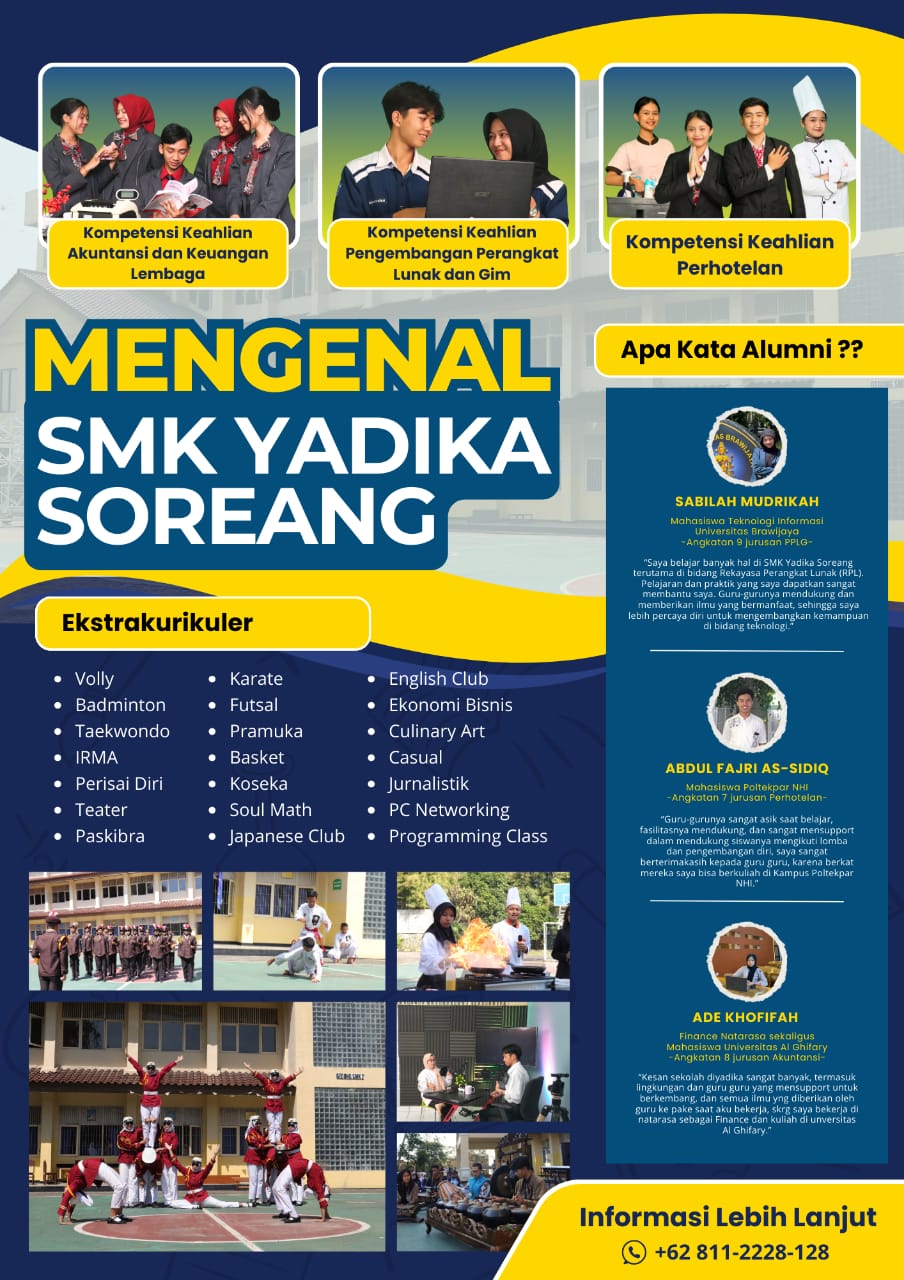 Kompetensi Keahlian
Akuntansi dan Keuangan
Lembaga
Kompetensi Keahlian
Pengembangan Perangkat
Lunak dan Gim
Kompetensi Keahlian
Perhotelan
MENGENAL
SMK YADIKA
SOREANG
Ekstrakurikuler
Volly
Badminton
Taekwondo
IRMA
Perisai Diri
Teater
Paskibra
Karate
Futsal
Pramuka
Basket
Koseka
Soul Math
Japanese Club
English Club
Ekonomi Bisnis
Culinary Art
Casual
Jurnalistik
PC Networking
Programming Class
GEDUNG SMK 2
Apa Kata Alumni ??
AS BRAWIJAYA
SABILAH MUDRIKAH
Mahasiswa Teknologi Informasi
Universitas Brawijaya
-Angkatan 9 jurusan PPLG-
“Saya belajar banyak hal di SMK Yadika Soreang
terutama di bidang Rekayasa Perangkat Lunak (RPL).
Pelajaran dan praktik yang saya dapatkan sangat
membantu saya. Guru-gurunya mendukung dan
memberikan ilmu yang bermanfaat, sehingga saya
lebih percaya diri untuk mengembangkan kemampuan
di bidang teknologi.”
ABDUL FAJRI AS-SIDIQ
Mahasiswa Poltekpar NHI
-Angkatan 7 jurusan Perhotelan-
“Guru-gurunya sangat asik saat belajar,
fasilitasnya mendukung, dan sangat mensupport
dalam mendukung siswanya mengikuti lomba
dan pengembangan diri, saya sangat
berterimakasih kepada guru guru, karena berkat
mereka saya bisa berkuliah di Kampus Poltekpar
NHI.”
ADE KHOFIFAH
Finance Natarasa sekaligus
Mahasiswa Universitas Al Ghifary
-Angkatan 8 jurusan Akuntansi-
“Kesan sekolah diyadika sangat banyak, termasuk
lingkungan dan guru guru yang mensupport untuk
berkembang, dan semua ilmu yng diberikan oleh
guru ke pake saat aku bekerja, skrg saya bekerja di
natarasa sebagai Finance dan kuliah di unversitas
Al Ghifary.”
Informasi Lebih Lanjut
+62 811-2228-128